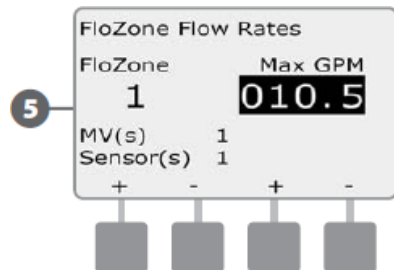 FloZone Flow Rates
FloZone Max GPM
1 010.5
5
MV(s) 1
Sensor(s) 1
+ - + -